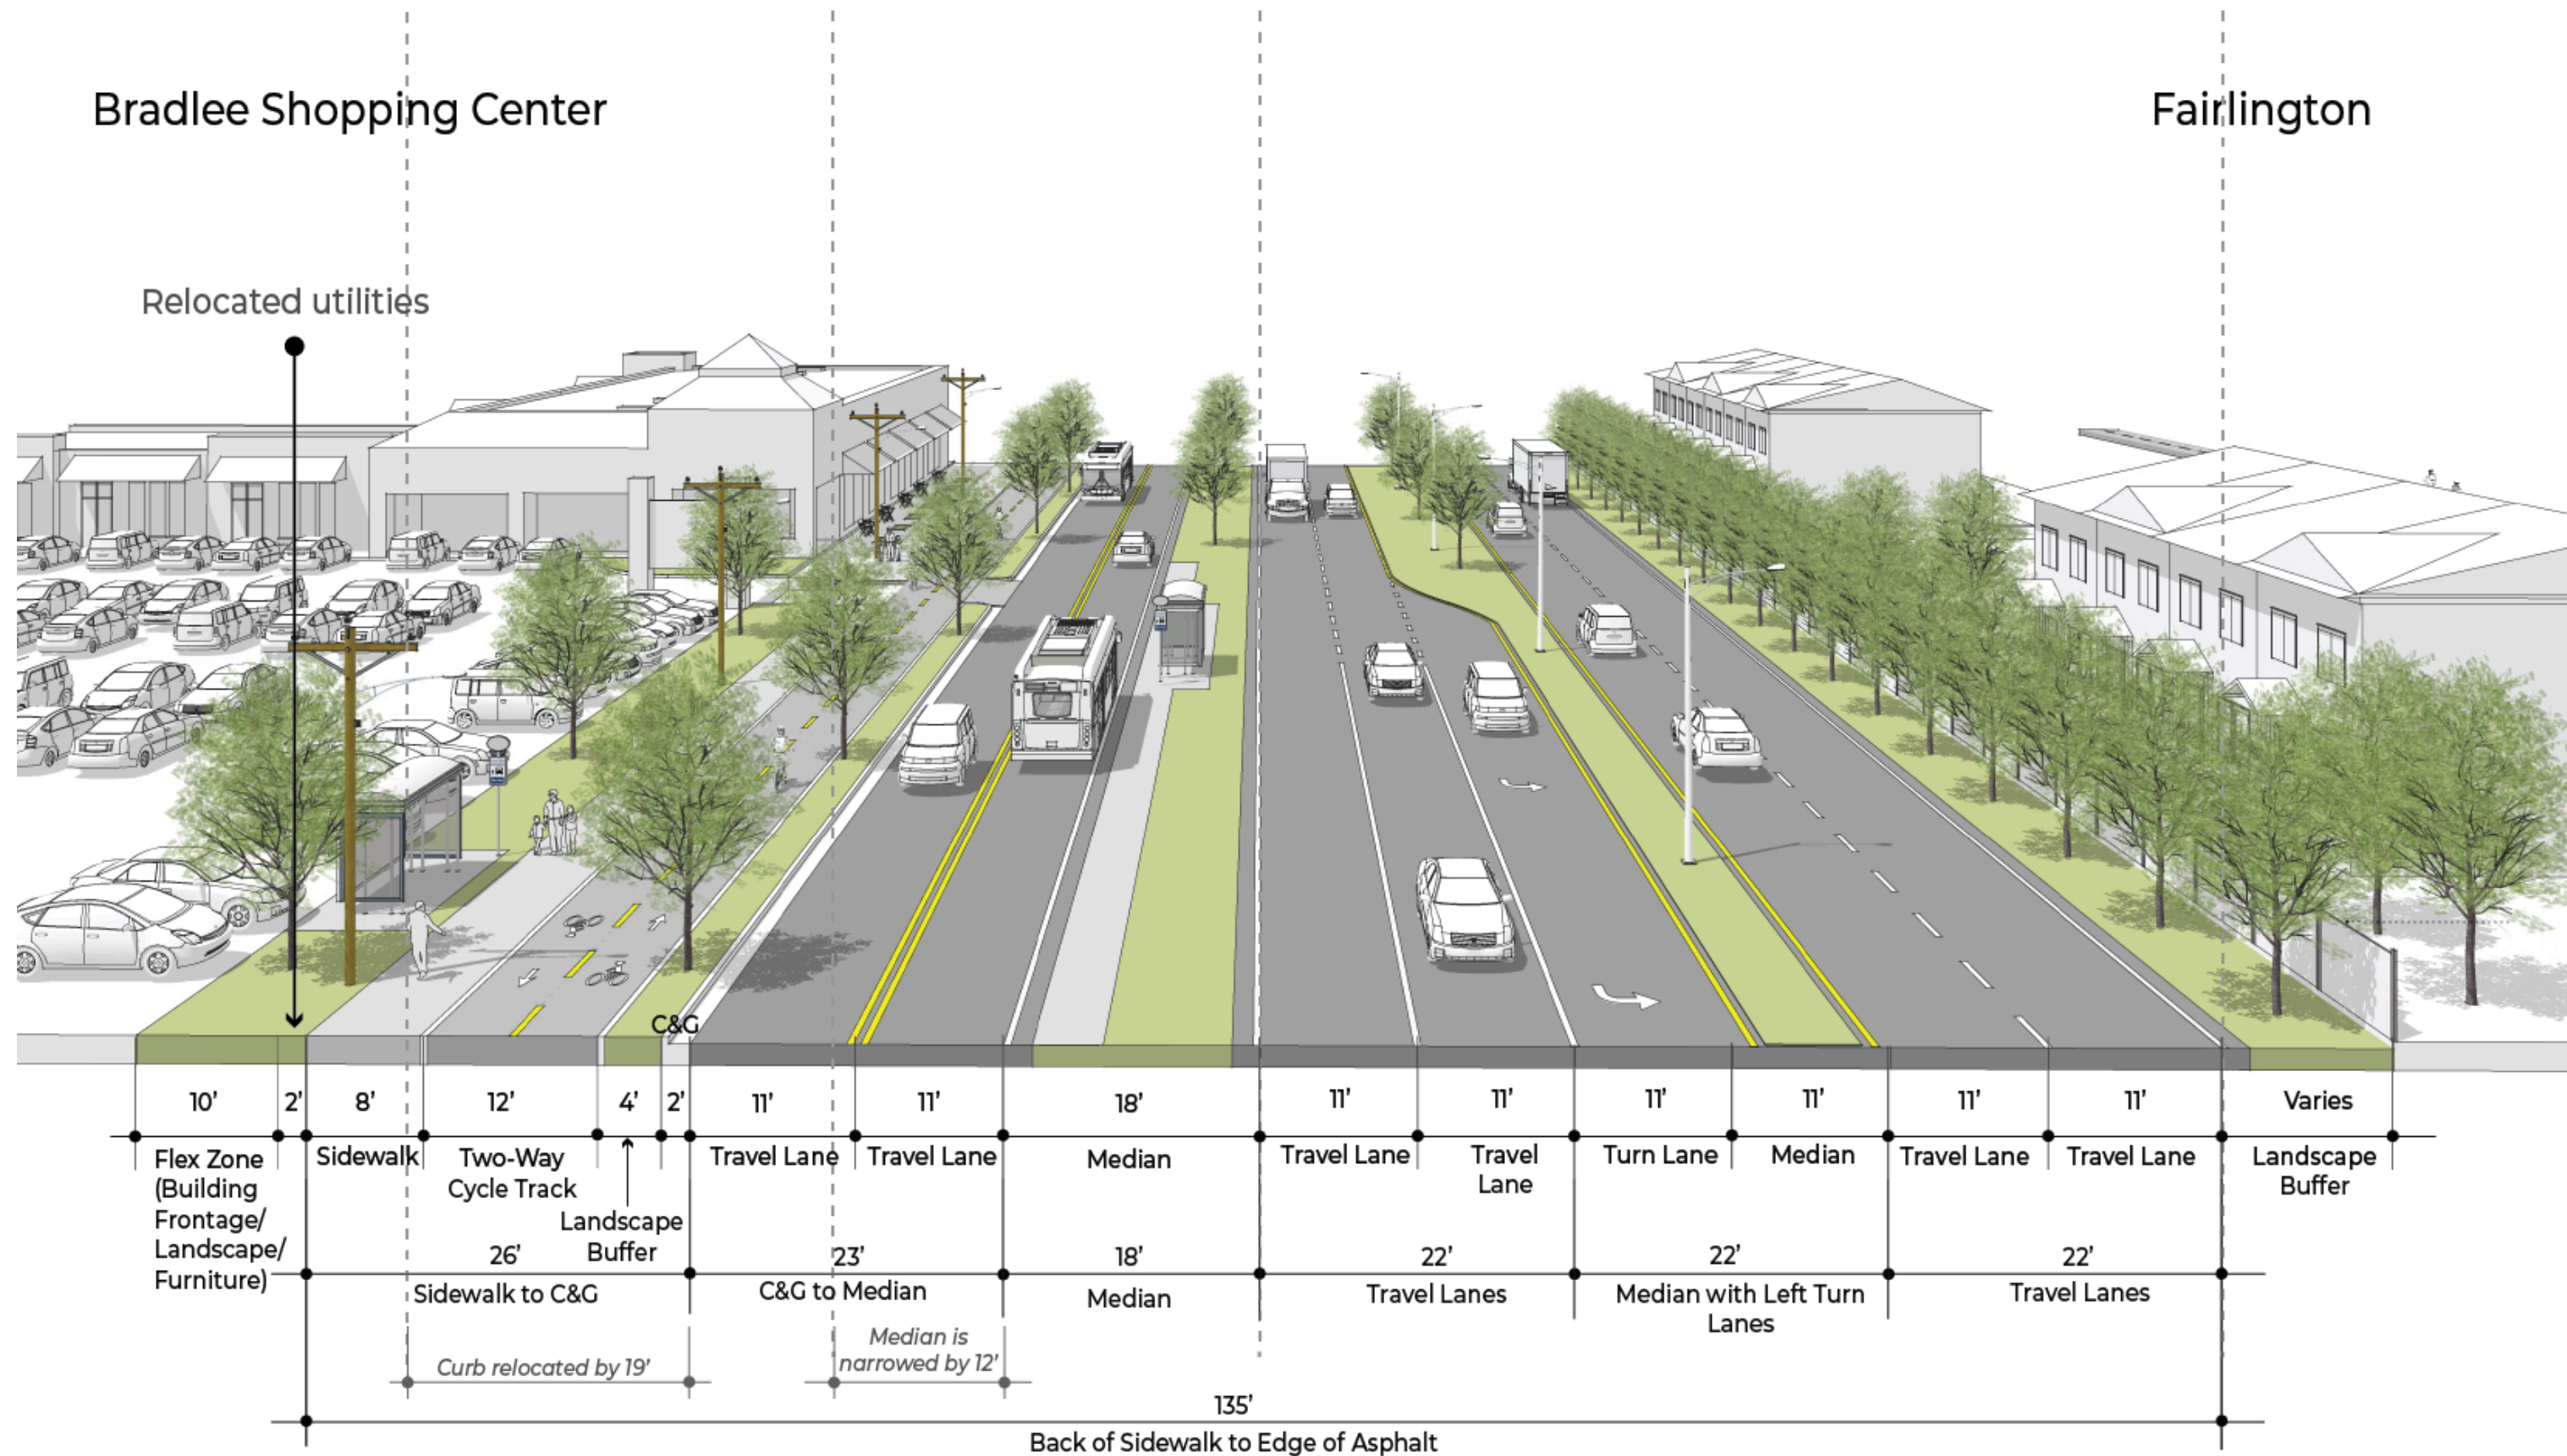 Bradlee Shopping Center
Fairlington
Relocated utilities
C&G
10’ 2’ 8’ 12’ 4’ 2’ 11’ 11’ 18’ 11’ 11’ 11’ 11’ 11’ 11’ Varies
Flex Zone
(Building
Frontage/
Landscape/
Furniture)
Sidewalk
Two-Way
Cycle Track
Landscape
Buffer
Travel Lane
Travel Lane
Median
Travel Lane
Travel
Lane
Turn Lane
Median
Travel Lane
Travel Lane
Landscape
Buffer
26’ 23’ 18’ 22’ 22’ 22’
Sidewalk to C&G
C&G to Median
Median
Travel Lanes
Median with Left Turn
Lanes
Travel Lanes
Curb relocated by 19’
Median is
narrowed by 12’
135’
Back of Sidewalk to Edge of Asphalt